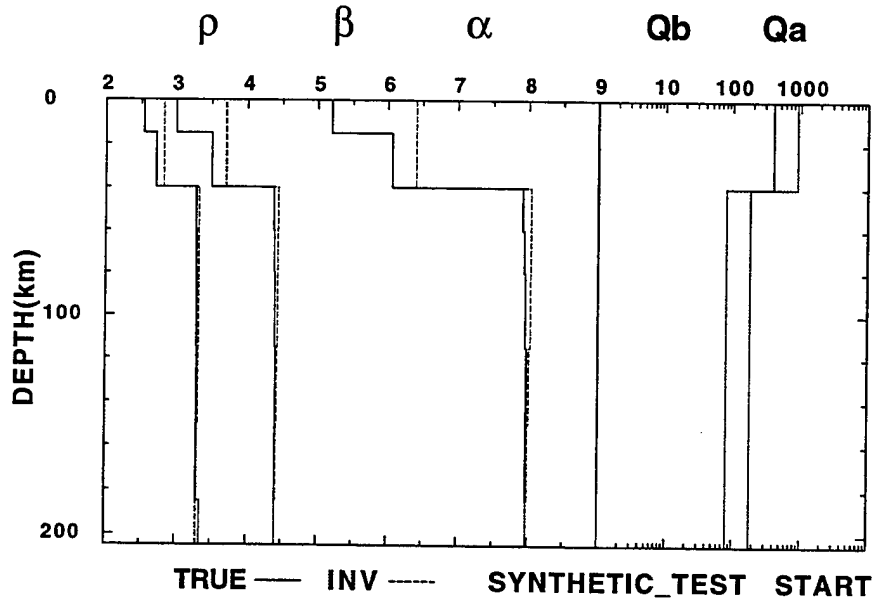 ρ β α Qb Qa
2 3 4 5 6 7 8 9 10 100 1000
0
100
200
DEPTH(km)
TRUE INV SYNTHETIC_TEST START